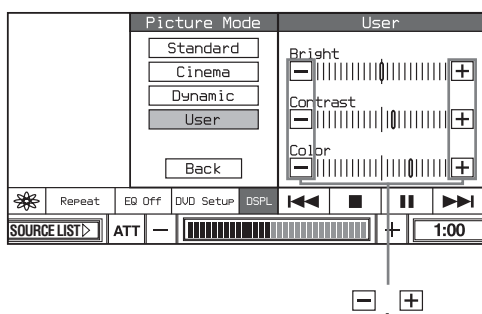 Picture Mode
User
Standard
Cinema
Dynamic
User
Back
Bright
− +
Contrast
− +
Color
− +
Repeat EQ Off DVD Setup DSPL
SOURCE LIST ATT − + 1:00
− +